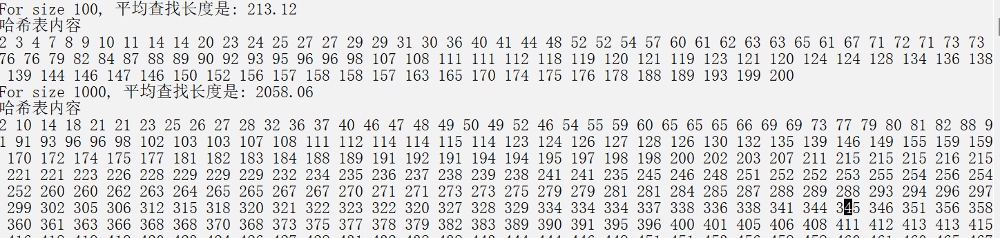 For size 100, 平均查找长度是: 213.12
哈希表内容
2 3 4 7 8 9 10 11 14 14 20 23 24 25 27 27 29 29 31 30 36 40 41 44 48 52 52 54 57 60 61 62 63 63 65 61 67 71 72 71 73 73
76 76 79 82 84 87 88 89 90 92 93 95 96 96 98 107 108 111 111 112 118 119 120 121 119 123 121 120 124 124 128 134 136 138
139 144 146 147 146 150 152 156 157 158 158 157 163 165 170 174 175 176 178 188 189 193 199 200
For size 1000, 平均查找长度是: 2058.06
哈希表内容
2 10 14 18 21 21 23 25 26 27 28 32 36 37 40 46 47 48 49 50 49 52 46 54 55 59 60 65 65 65 66 69 69 73 77 79 80 81 82 88 9
1 91 93 96 96 98 102 103 103 107 108 111 112 114 114 115 114 123 124 126 127 128 126 130 132 135 139 146 149 155 159 159
170 172 174 175 177 181 182 183 184 188 189 191 192 191 194 194 195 197 198 198 200 202 203 207 211 215 215 215 216 215
221 221 223 226 228 229 229 229 232 234 235 236 237 238 239 238 241 241 235 245 246 248 251 252 252 253 255 254 256 254
252 260 260 262 263 264 265 265 267 267 270 271 271 273 273 275 279 279 281 281 284 285 287 288 289 288 293 294 296 297
299 302 305 306 312 315 318 320 321 322 323 322 320 327 328 329 334 334 334 337 338 336 338 341 344 345 346 351 356 358
360 361 363 366 368 368 370 368 373 375 377 378 379 382 383 389 390 391 395 396 400 401 405 406 408 411 412 413 413 415